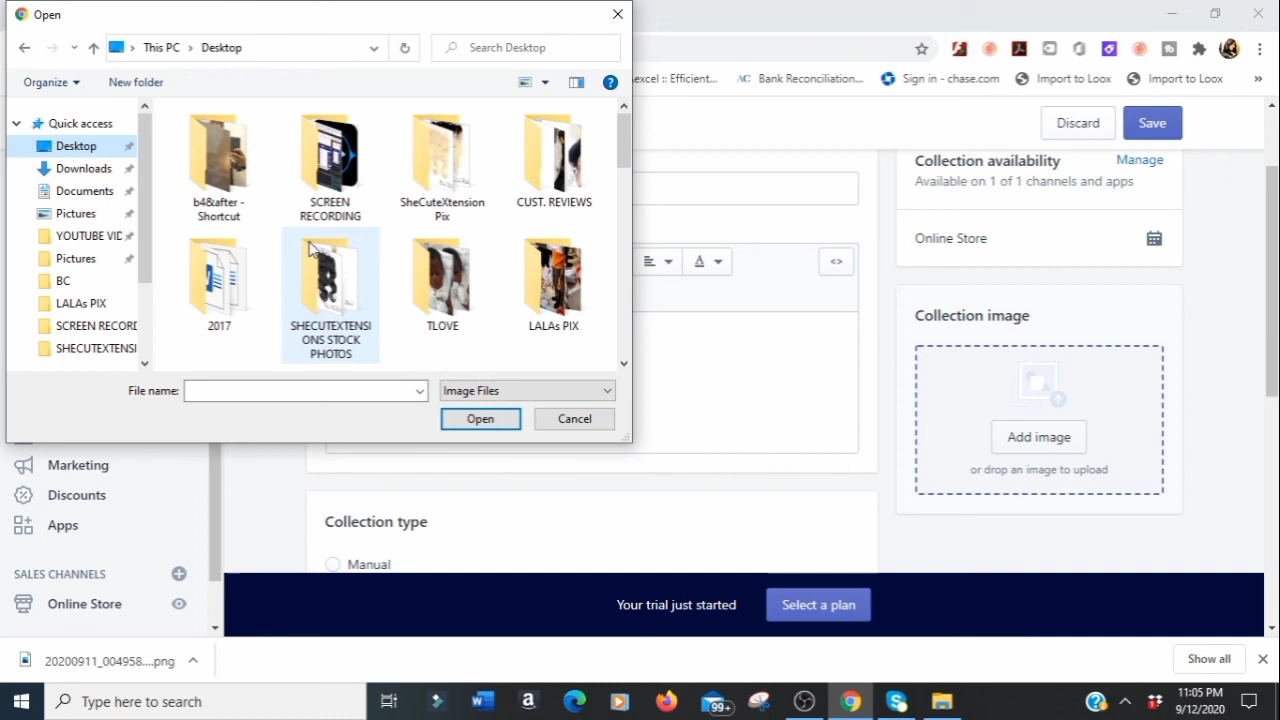 Open
This PC
Desktop
Search Desktop
excel :: Efficient...
AC Bank Reconciliation...
Sign in - chase.com
Import to Loox
Import to Loox
»
Organize
New folder
Discard
Save
Quick access
Desktop
Downloads
Documents
Pictures
YOUTUBE VID
Pictures
BC
LALAs PIX
SCREEN RECORD
SHECUTEXTENSI
b4&after -
Shortcut
SCREEN
RECORDING
SheCuteXtension
Pix
CUST. REVIEWS
2017
SHECUTEXTENSI
ONS STOCK
PHOTOS
TLOVE
LALAs PIX
File name:
Image Files
Open
Cancel
Collection availability
Manage
Available on 1 of 1 channels and apps
Online Store
A
<>
Collection image
Add image
or drop an image to upload
Marketing
Discounts
Apps
SALES CHANNELS
Online Store
Collection type
Manual
Your trial just started
Select a plan
20200911_004958....png
Show all
Type here to search
99+
11:05 PM
9/12/2020